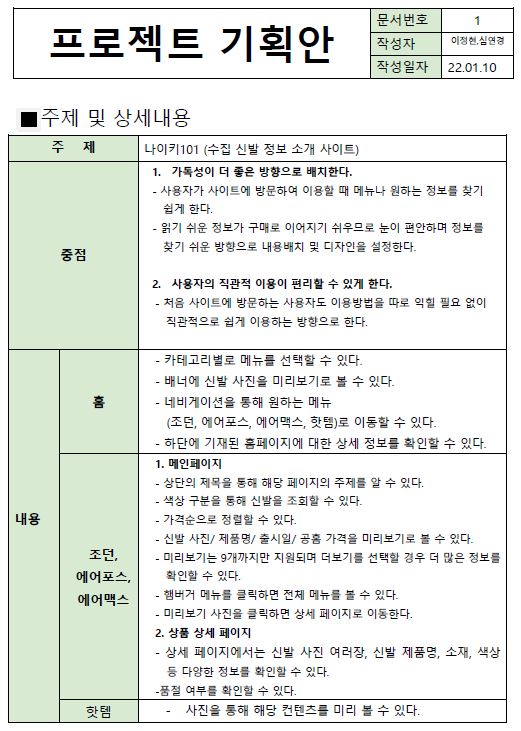 프로젝트 기획안
문서번호 1
작성자 이정현,심연경
작성일자 22.01.10
■주제 및 상세내용
주 제 나이키101 (수집 신발 정보 소개 사이트)
중점
1. 가독성이 더 좋은 방향으로 배치한다.
- 사용자가 사이트에 방문하여 이용할 때 메뉴나 원하는 정보를 찾기
쉽게 한다.
- 읽기 쉬운 정보가 구매로 이어지기 쉬우므로 눈이 편안하며 정보를
찾기 쉬운 방향으로 내용배치 및 디자인을 설정한다.
2. 사용자의 직관적 이용이 편리할 수 있게 한다.
- 처음 사이트에 방문하는 사용자도 이용방법을 따로 익힐 필요 없이
직관적으로 쉽게 이용하는 방향으로 한다.
내용
홈
- 카테고리별로 메뉴를 선택할 수 있다.
- 배너에 신발 사진을 미리보기로 볼 수 있다.
- 네비게이션을 통해 원하는 메뉴
(조던, 에어포스, 에어맥스, 핫템)로 이동할 수 있다.
- 하단에 기재된 홈페이지에 대한 상세 정보를 확인할 수 있다.
조던,
에어포스,
에어맥스
1. 메인페이지
- 상단의 제목을 통해 해당 페이지의 주제를 알 수 있다.
- 색상 구분을 통해 신발을 조회할 수 있다.
- 가격순으로 정렬할 수 있다.
- 신발 사진/ 제품명/ 출시일/ 공홈 가격을 미리보기로 볼 수 있다.
- 미리보기는 9개까지만 지원되며 더보기를 선택할 경우 더 많은 정보를
확인할 수 있다.
- 햄버거 메뉴를 클릭하면 전체 메뉴를 볼 수 있다.
- 미리보기 사진을 클릭하면 상세 페이지로 이동한다.
2. 상품 상세 페이지
- 상세 페이지에서는 신발 사진 여러장, 신발 제품명, 소재, 색상
등 다양한 정보를 확인할 수 있다.
-품절 여부를 확인할 수 있다.
핫템
- 사진을 통해 해당 컨텐츠를 미리 볼 수 있다.